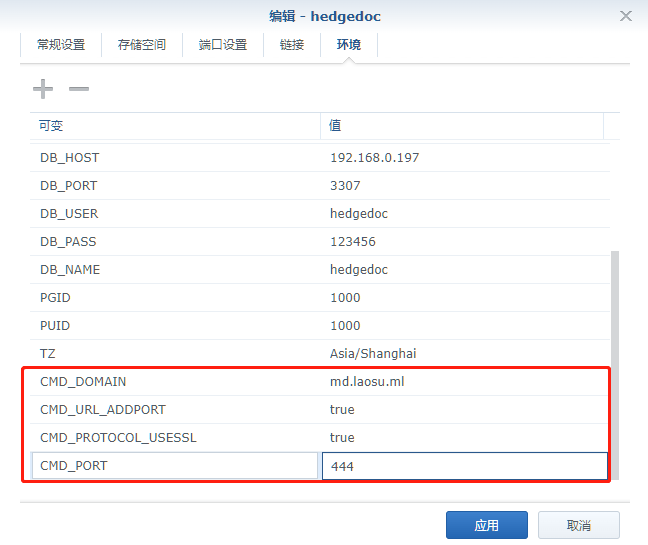 编辑 - hedgedoc
常规设置 存储空间 端口设置 链接 环境
可变 值
DB_HOST 192.168.0.197
DB_PORT 3307
DB_USER hedgedoc
DB_PASS 123456
DB_NAME hedgedoc
PGID 1000
PUID 1000
TZ Asia/Shanghai
CMD_DOMAIN md.laosu.ml
CMD_URL_ADDPORT true
CMD_PROTOCOL_USESSL true
CMD_PORT 444
应用 取消